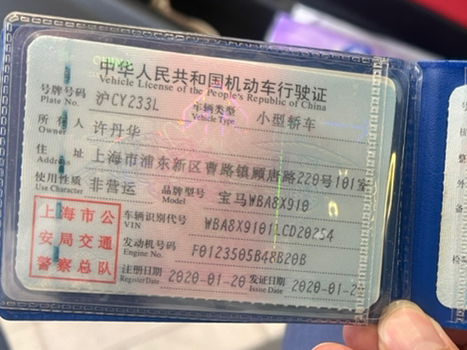 中华人民共和国机动车行驶证
Vehicle License of the People's Republic of China
号牌号码 沪CY233L 车辆类型 小型轿车
Plate No. Vehicle Type
所有人 许丹华
Owner
住址 上海市浦东新区曹路镇顾唐路220号101室
Address
使用性质 非营运 品牌型号 宝马WBA8X910
Use Character Model
上海市公安局交通警察总队
车辆识别代号
VIN
发动机号码 F0123505B48B20B
Engine No.
注册日期 2020-01-20 发证日期
Register Date Issue Date